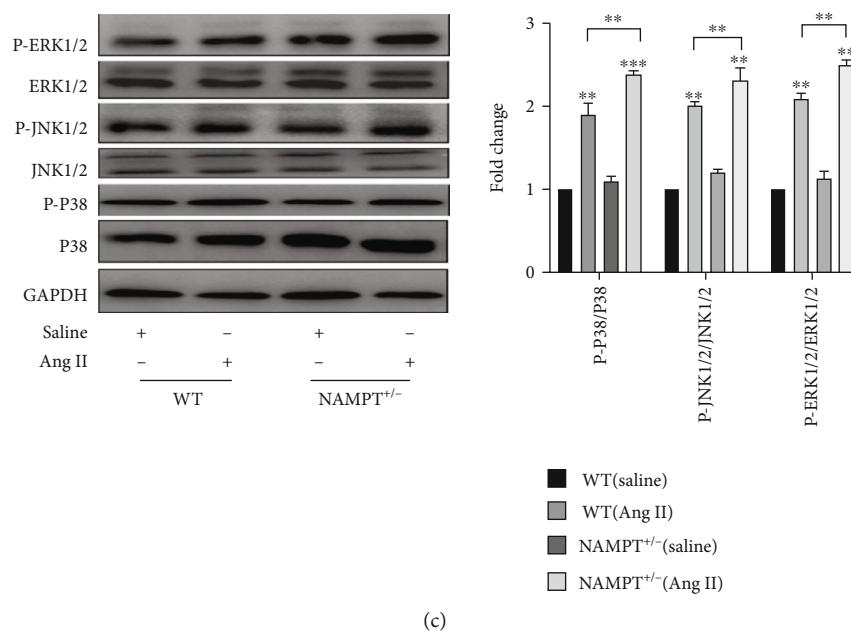 P-ERK1/2
ERK1/2
P-JNK1/2
JNK1/2
P-P38
P38
GAPDH
Saline + – + –
Ang II – + – +
WT NAMPT+/–
Fold change
3
2
1
0
** *** **
** ** **
** ** **
P-P38/P38
P-JNK1/2/JNK1/2
P-ERK1/2/ERK1/2
WT(saline)
WT(Ang II)
NAMPT+/–(saline)
NAMPT+/–(Ang II)
(c)